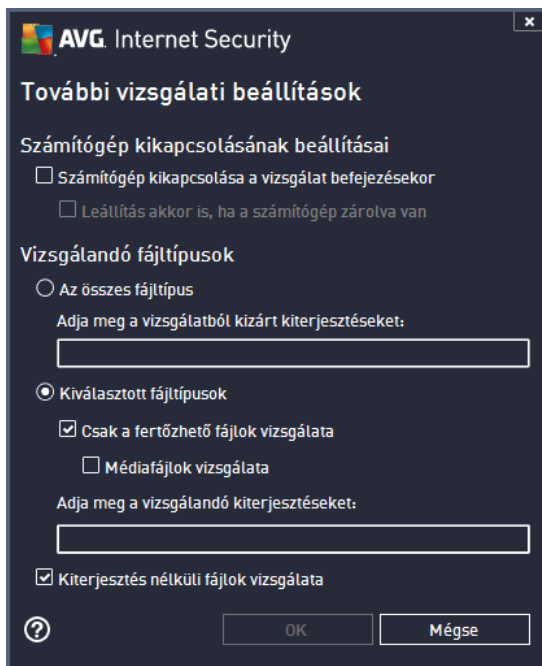 AVG. Internet Security
További vizsgálati beállítások
Számítógép kikapcsolásának beállításai
Számítógép kikapcsolása a vizsgálat befejezésekor
Leállítás akkor is, ha a számítógép zárolva van
Vizsgálandó fájltípusok
Az összes fájltípus
Adja meg a vizsgálatból kizárt kiterjesztéseket:
Kiválasztott fájltípusok
Csak a fertőzhető fájlok vizsgálata
Médiafájlok vizsgálata
Adja meg a vizsgálandó kiterjesztéseket:
Kiterjesztés nélküli fájlok vizsgálata
OK
Mégse